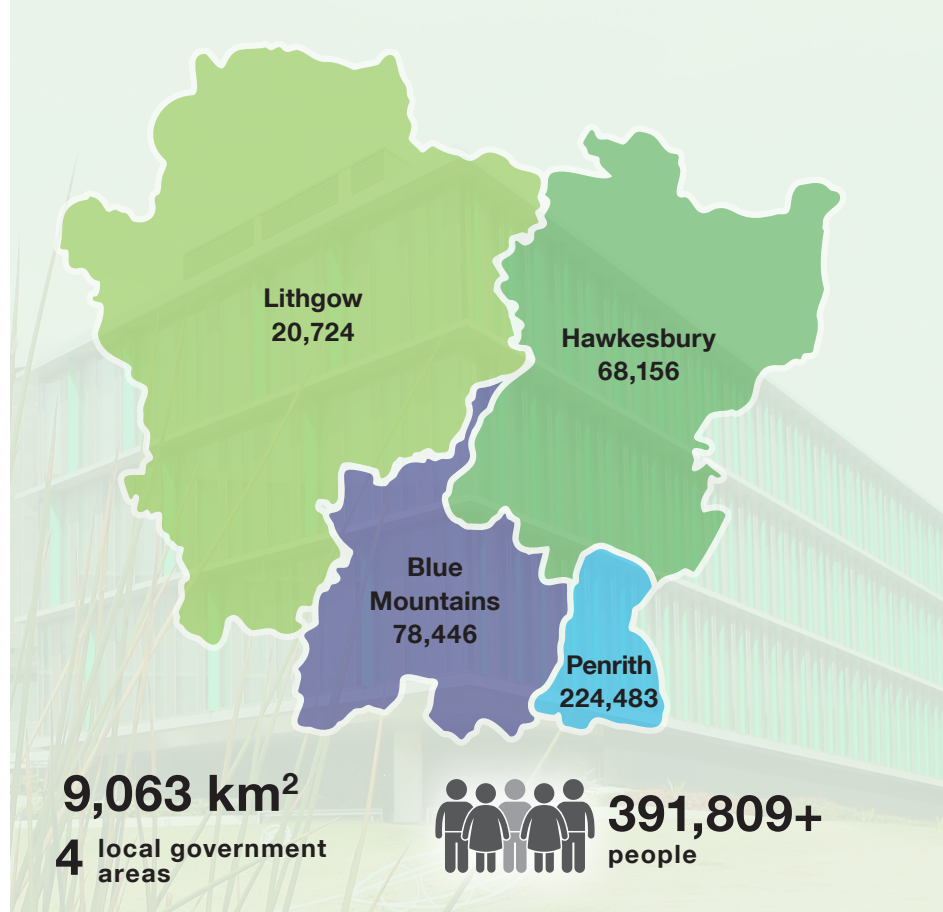 Lithgow
20,724
Hawkesbury
68,156
Blue
Mountains
78,446
Penrith
224,483
9,063 km²
4 local government
areas
391,809+
people